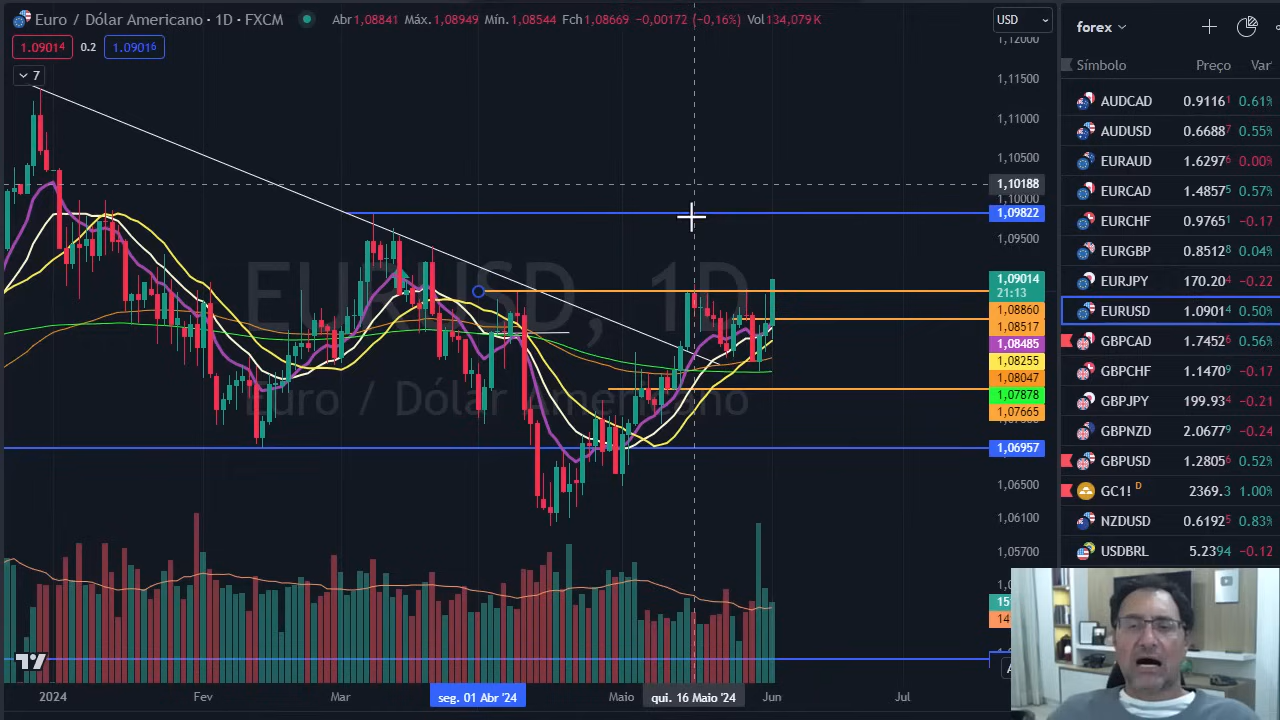 Euro / Dólar Americano · 1D · FXCM Abr 1,08841 Máx. 1,08949 Mín. 1,08544 Fch 1,08669 −0,00172 (−0,16%) Vol 134,079 K
1.09014 0.2 1.09016
7
USD
1,12000
1,11500
1,11000
1,10500
1,10188
1,10000
1,09822
1,09500
1,09014
21:13
1,08860
1,08517
1,08485
1,08255
1,08047
1,07878
1,07665
1,06957
1,06500
1,06100
1,05700
EURUSD, 1D
Euro / Dólar Americano
2024 Fev Mar seg. 01 Abr '24 Maio qui. 16 Maio '24 Jun Jul
forex
Símbolo Preço Var
AUDCAD 0.9116¹ 0.61%
AUDUSD 0.6688⁷ 0.55%
EURAUD 1.6297⁶ 0.00%
EURCAD 1.4857⁵ 0.57%
EURCHF 0.9765¹ -0.17
EURGBP 0.8512⁸ 0.04%
EURJPY 170.20⁴ -0.22
EURUSD 1.0901⁴ 0.50%
GBPCAD 1.7452⁶ 0.56%
GBPCHF 1.1470⁹ -0.17
GBPJPY 199.93⁴ -0.21
GBPNZD 2.0677⁹ -0.24
GBPUSD 1.2805⁶ 0.52%
GC1! D 2369.3 1.00%
NZDUSD 0.6192⁵ 0.83%
USDBRL 5.2394 -0.12